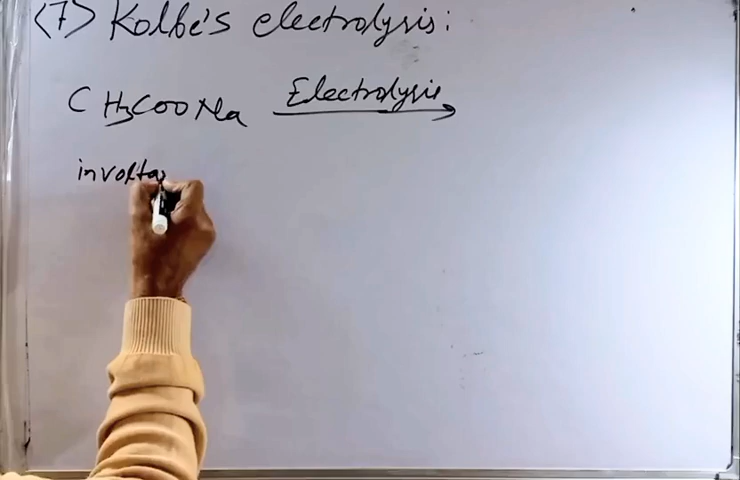 <7> Kolbe's electrolysis:
CH3COONa Electrolysis →
involta